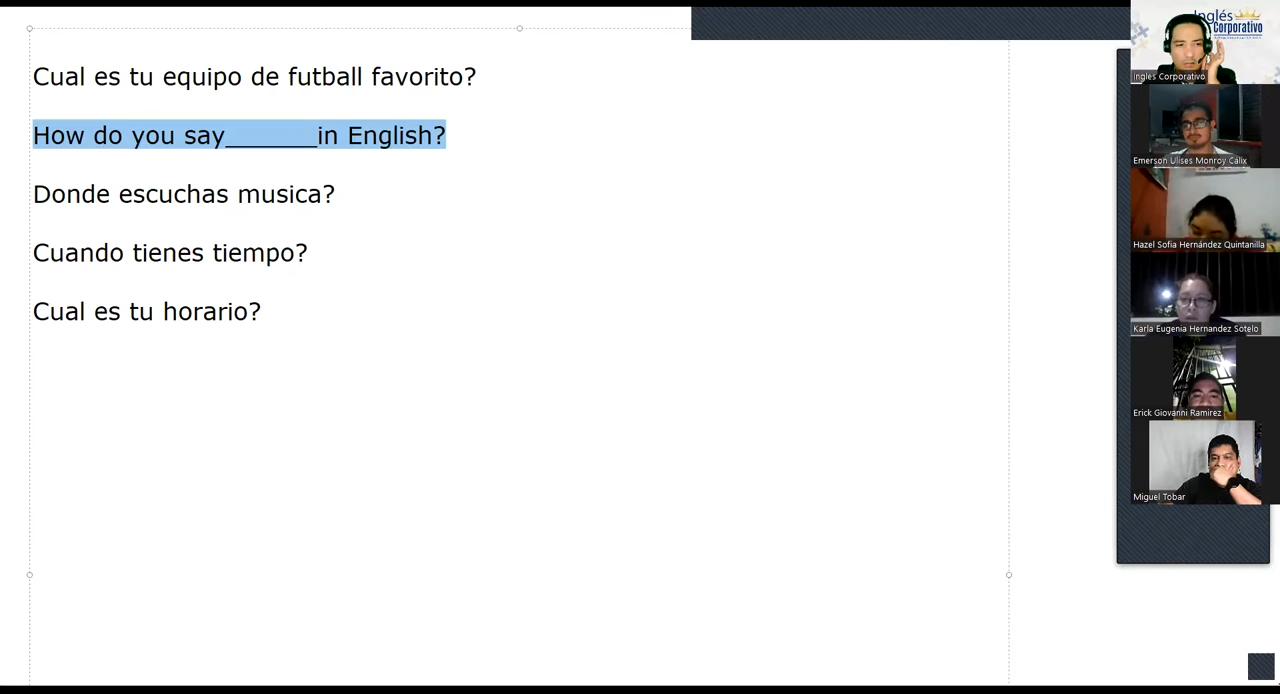 Cual es tu equipo de futball favorito?
How do you say_______in English?
Donde escuchas musica?
Cuando tienes tiempo?
Cual es tu horario?
Inglés
Corporativo
Ingles Corporativo
Emerson Ulises Monroy Cálix
Hazel Sofia Hernández Quintanilla
Karla Eugenia Hernandez Sotelo
Erick Giovanni Ramirez
Miguel Tobar